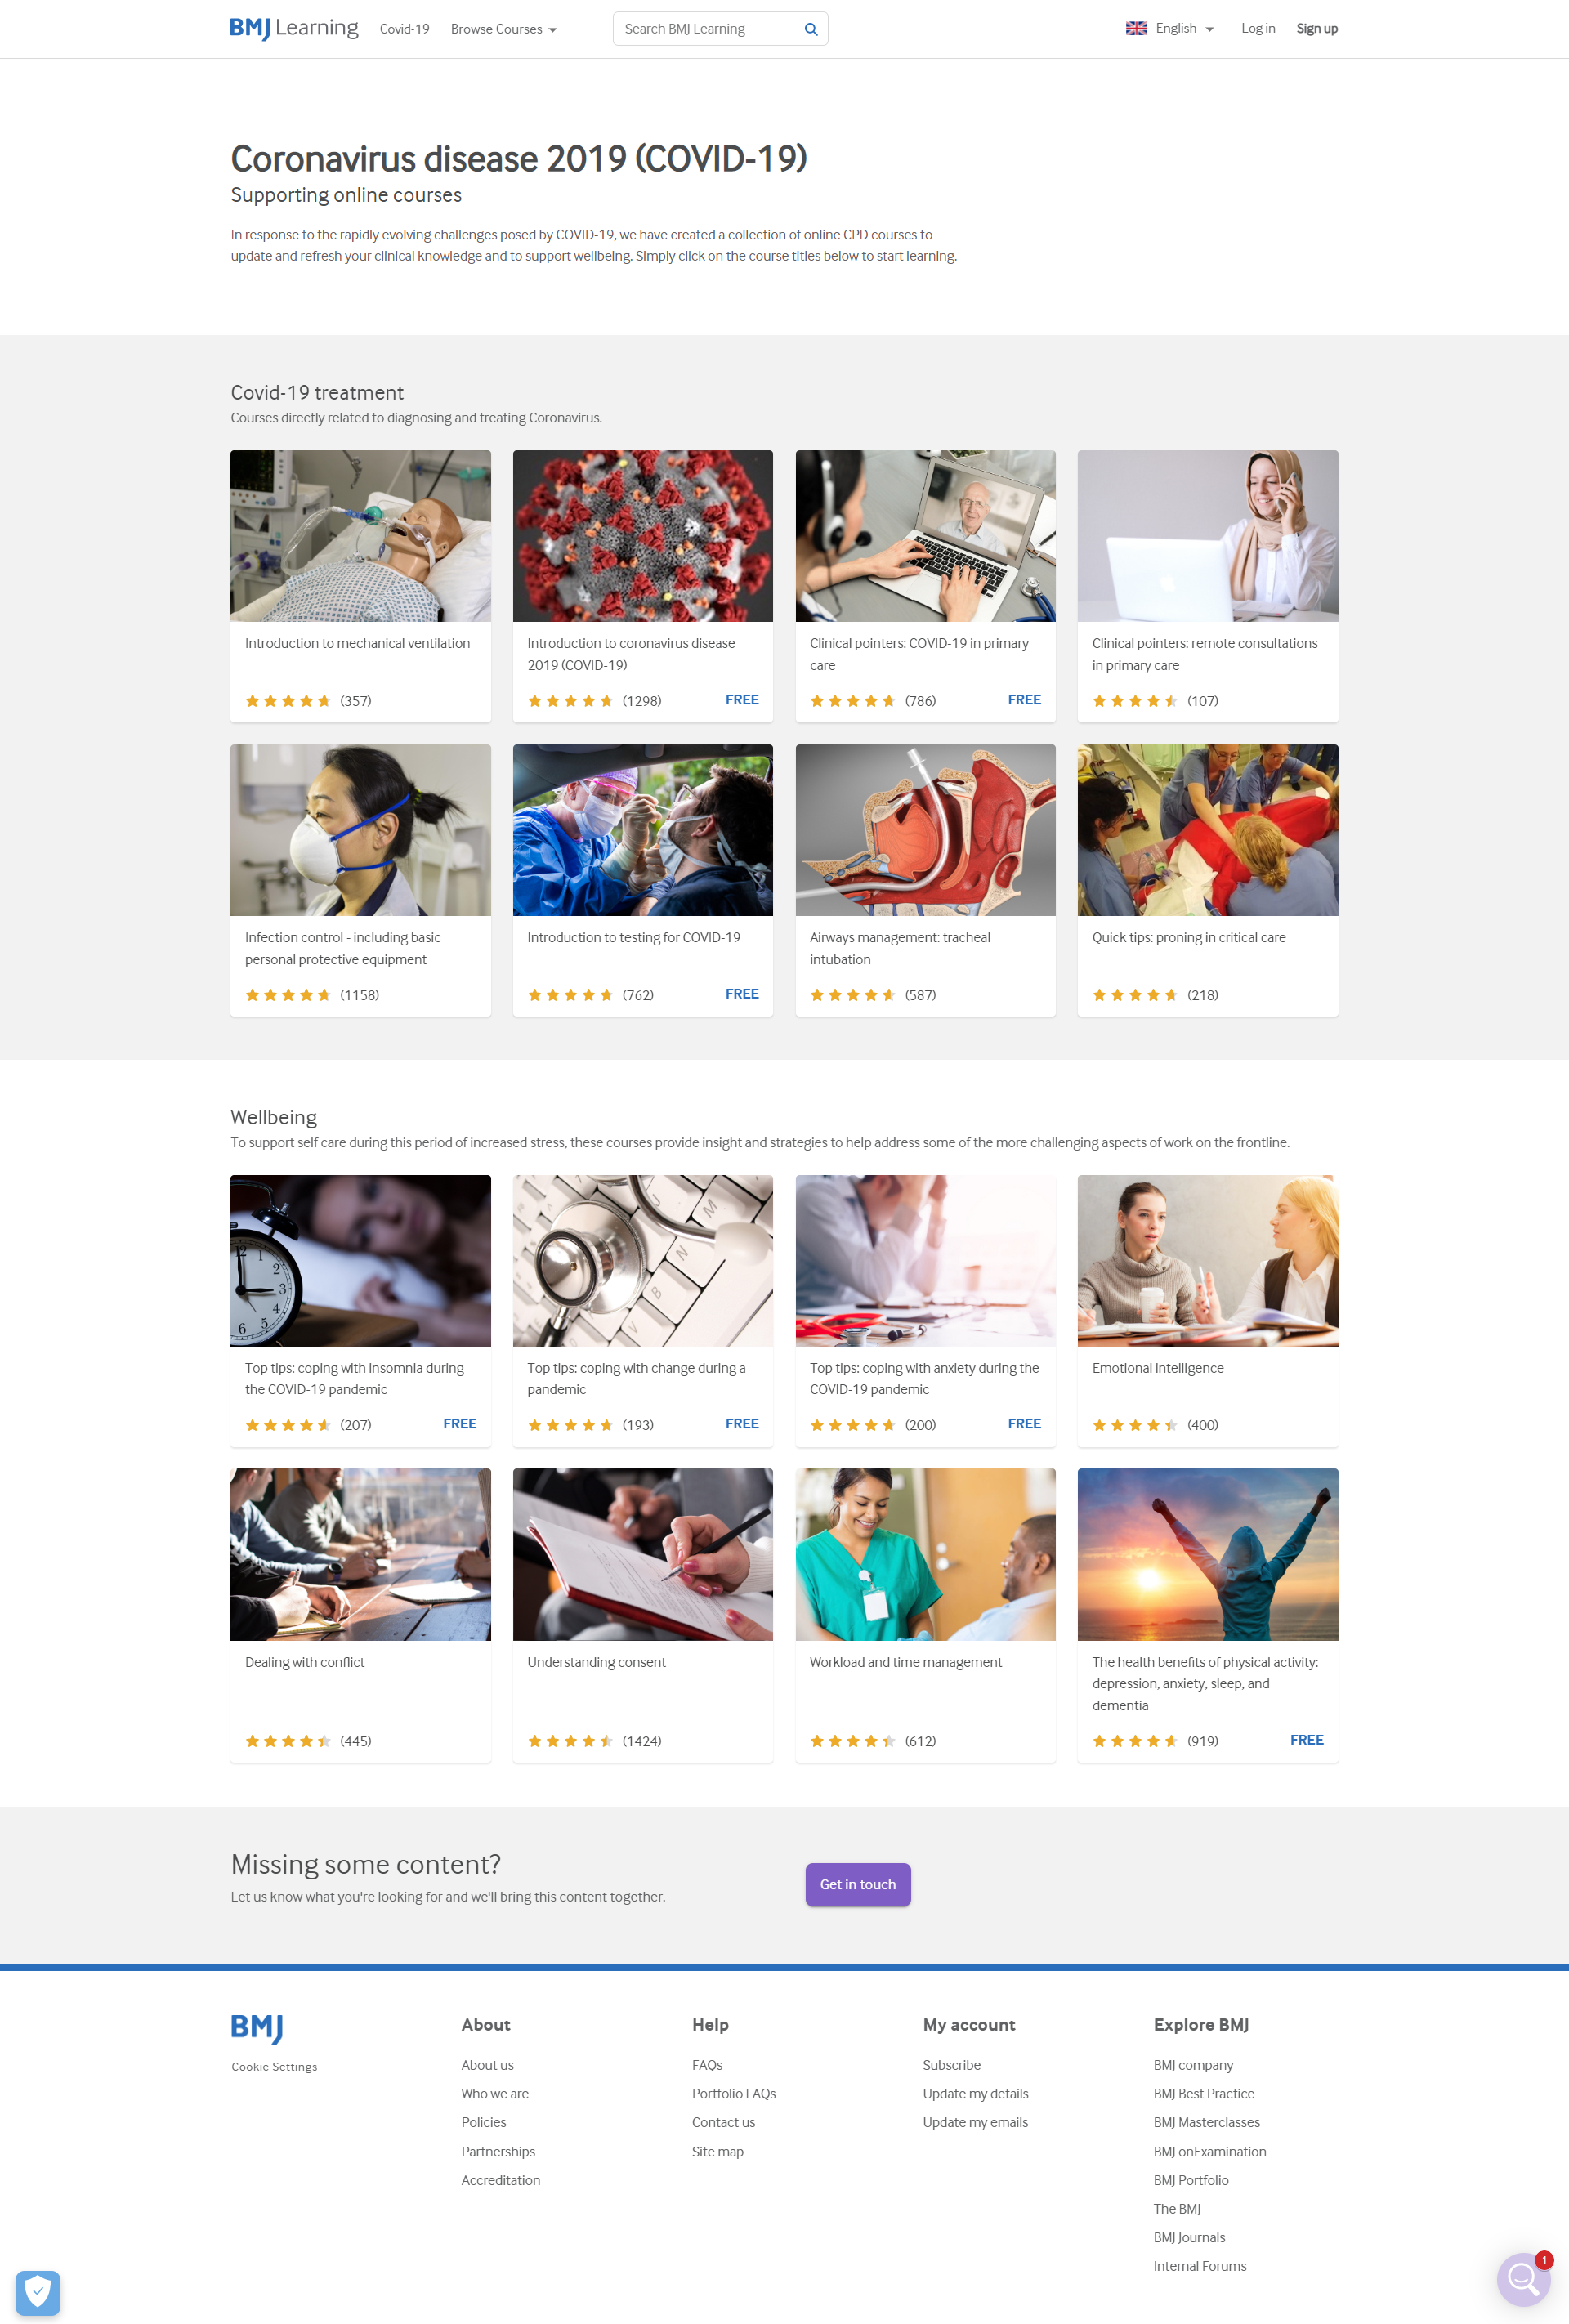 BMJ Learning
Covid-19
Browse Courses
Search BMJ Learning
English
Log in
Sign up
Coronavirus disease 2019 (COVID-19)
Supporting online courses
In response to the rapidly evolving challenges posed by COVID-19, we have created a collection of online CPD courses to
update and refresh your clinical knowledge and to support wellbeing. Simply click on the course titles below to start learning.
Covid-19 treatment
Courses directly related to diagnosing and treating Coronavirus.
Introduction to mechanical ventilation
(357)
Introduction to coronavirus disease
2019 (COVID-19)
(1298)
FREE
Clinical pointers: COVID-19 in primary
care
(786)
FREE
Clinical pointers: remote consultations
in primary care
(107)
Infection control - including basic
personal protective equipment
(1158)
Introduction to testing for COVID-19
(762)
FREE
Airways management: tracheal
intubation
(587)
Quick tips: proning in critical care
(218)
Wellbeing
To support self care during this period of increased stress, these courses provide insight and strategies to help address some of the more challenging aspects of work on the frontline.
Top tips: coping with insomnia during
the COVID-19 pandemic
(207)
FREE
Top tips: coping with change during a
pandemic
(193)
FREE
Top tips: coping with anxiety during the
COVID-19 pandemic
(200)
FREE
Emotional intelligence
(400)
Dealing with conflict
(445)
Understanding consent
(1424)
Workload and time management
(612)
The health benefits of physical activity:
depression, anxiety, sleep, and
dementia
(919)
FREE
Missing some content?
Let us know what you're looking for and we'll bring this content together.
Get in touch
BMJ
Cookie Settings
About
About us
Who we are
Policies
Partnerships
Accreditation
Help
FAQs
Portfolio FAQs
Contact us
Site map
My account
Subscribe
Update my details
Update my emails
Explore BMJ
BMJ company
BMJ Best Practice
BMJ Masterclasses
BMJ onExamination
BMJ Portfolio
The BMJ
BMJ Journals
Internal Forums
1